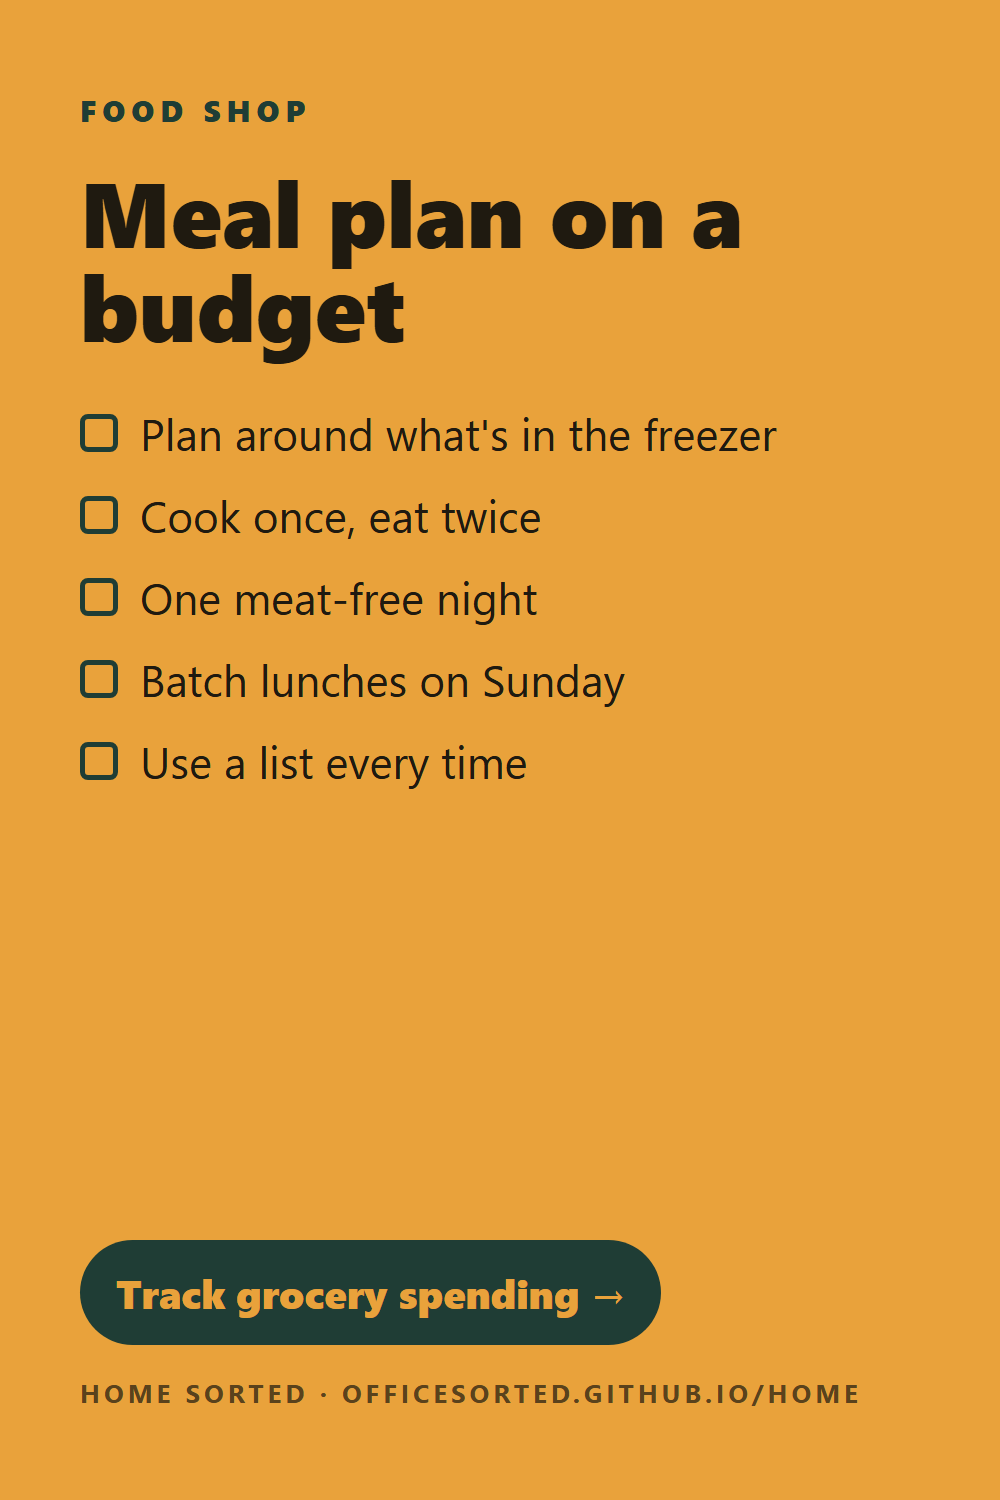 FOOD SHOP
Meal plan on a
budget
Plan around what's in the freezer
Cook once, eat twice
One meat-free night
Batch lunches on Sunday
Use a list every time
Track grocery spending →
HOME SORTED · OFFICESORTED.GITHUB.IO/HOME